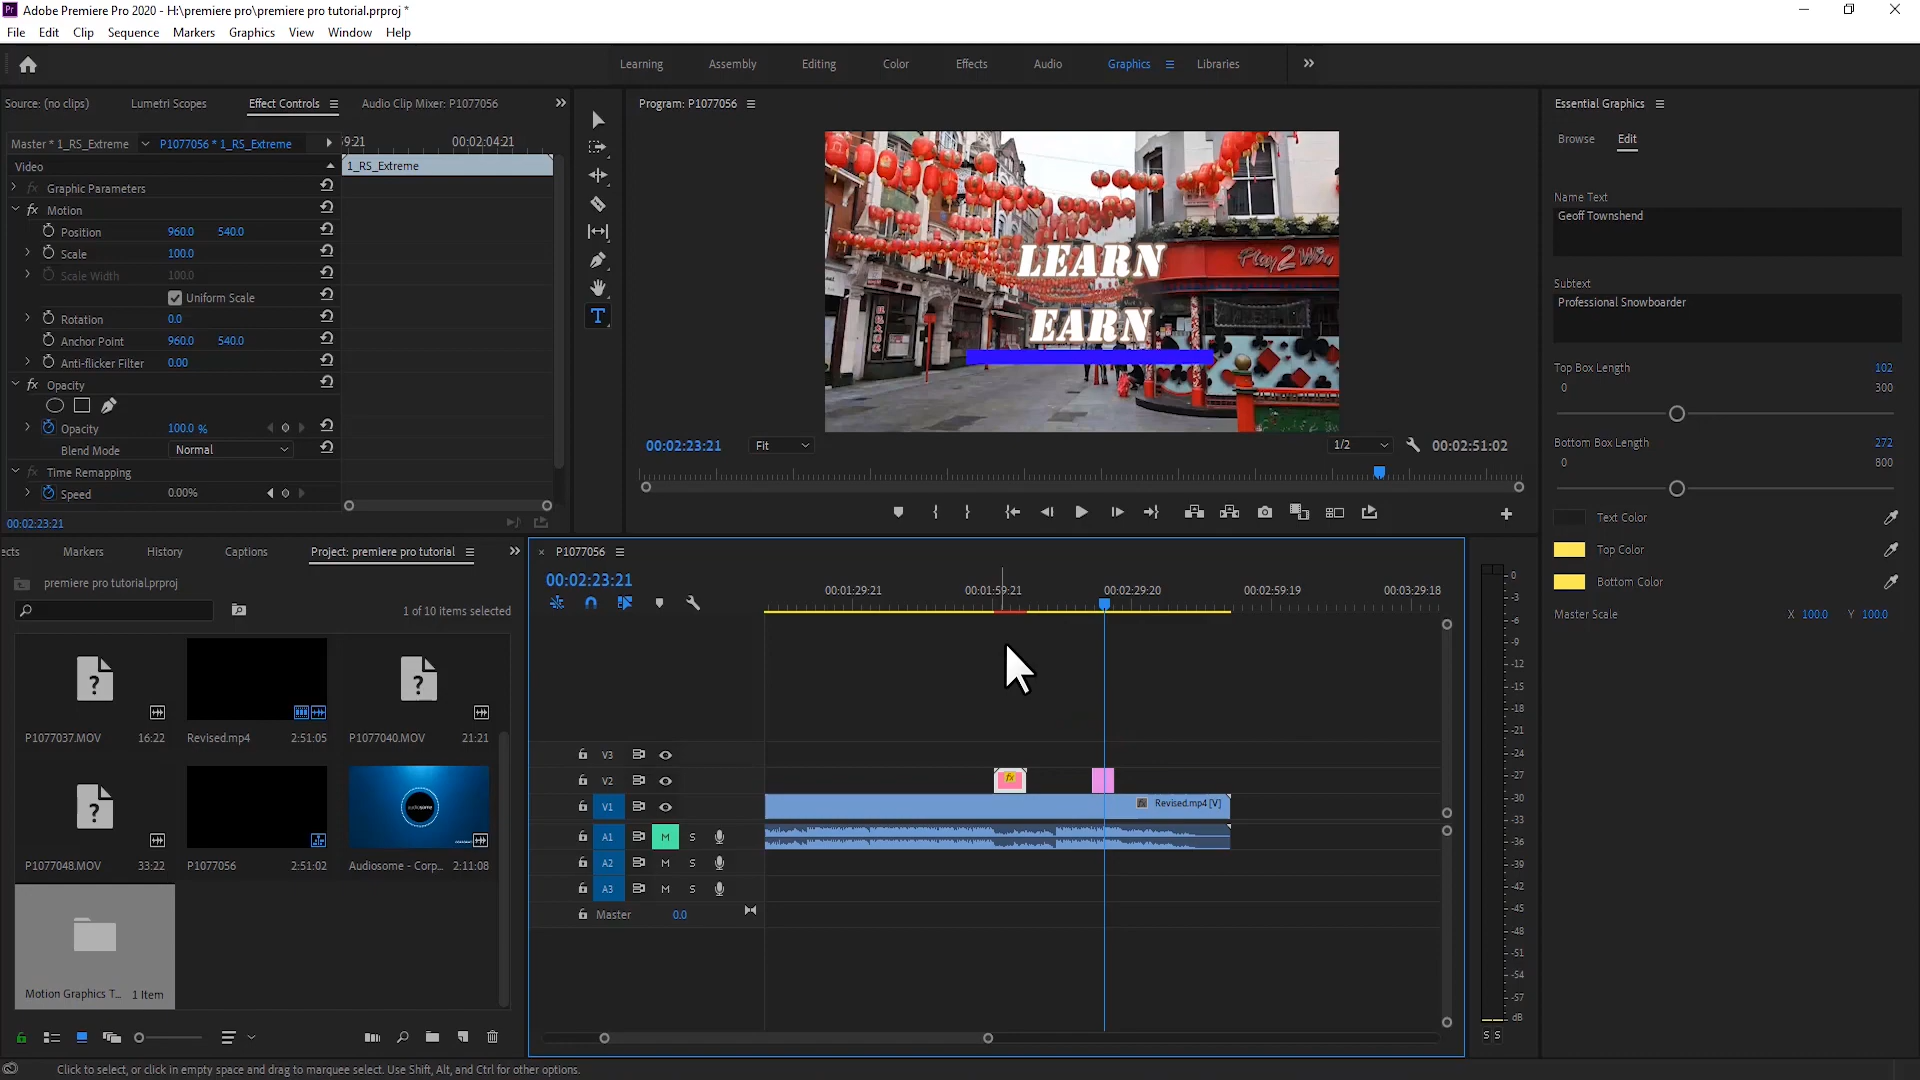 Adobe Premiere Pro 2020 - H:\premiere pro\premiere pro tutorial.prproj *
File Edit Clip Sequence Markers Graphics View Window Help
Learning Assembly Editing Color Effects Audio Graphics Libraries
Source: (no clips) Lumetri Scopes Effect Controls Audio Clip Mixer: P1077056
Master * 1_RS_Extreme P1077056 * 1_RS_Extreme
9:21 00:02:04:21
Video
1_RS_Extreme
fx Graphic Parameters
fx Motion
Position 960.0 540.0
Scale 100.0
Scale Width 100.0
Uniform Scale
Rotation 0.0
Anchor Point 960.0 540.0
Anti-flicker Filter 0.00
fx Opacity
Opacity 100.0 %
Blend Mode Normal
fx Time Remapping
Speed 0.00%
00:02:23:21
Program: P1077056
LEARN
EARN
Play2Win
00:02:23:21 Fit 1/2 00:02:51:02
Essential Graphics
Browse Edit
Name Text
Geoff Townshend
Subtext
Professional Snowboarder
Top Box Length 102
0 300
Bottom Box Length 272
0 800
Text Color
Top Color
Bottom Color
Master Scale X 100.0 Y 100.0
ects Markers History Captions Project: premiere pro tutorial
premiere pro tutorial.prproj
1 of 10 items selected
P1077037.MOV 16:22
Revised.mp4 2:51:05
P1077040.MOV 21:21
P1077048.MOV 33:22
P1077056 2:51:02
Audiosome - Corp... 2:11:08
Motion Graphics T... 1 Item
P1077056
00:02:23:21
00:01:29:21 00:01:59:21 00:02:29:20 00:02:59:19 00:03:29:18
V3
V2
fx
V1
Revised.mp4 [V]
A1 M S
A2 M S
A3 M S
Master 0.0
0
-3
-6
-9
-12
-15
-18
-21
-24
-27
-30
-33
-36
-39
-42
-45
-48
-51
-54
-57
dB
S S
Click to select, or click in empty space and drag to marquee select. Use Shift, Alt, and Ctrl for other options.